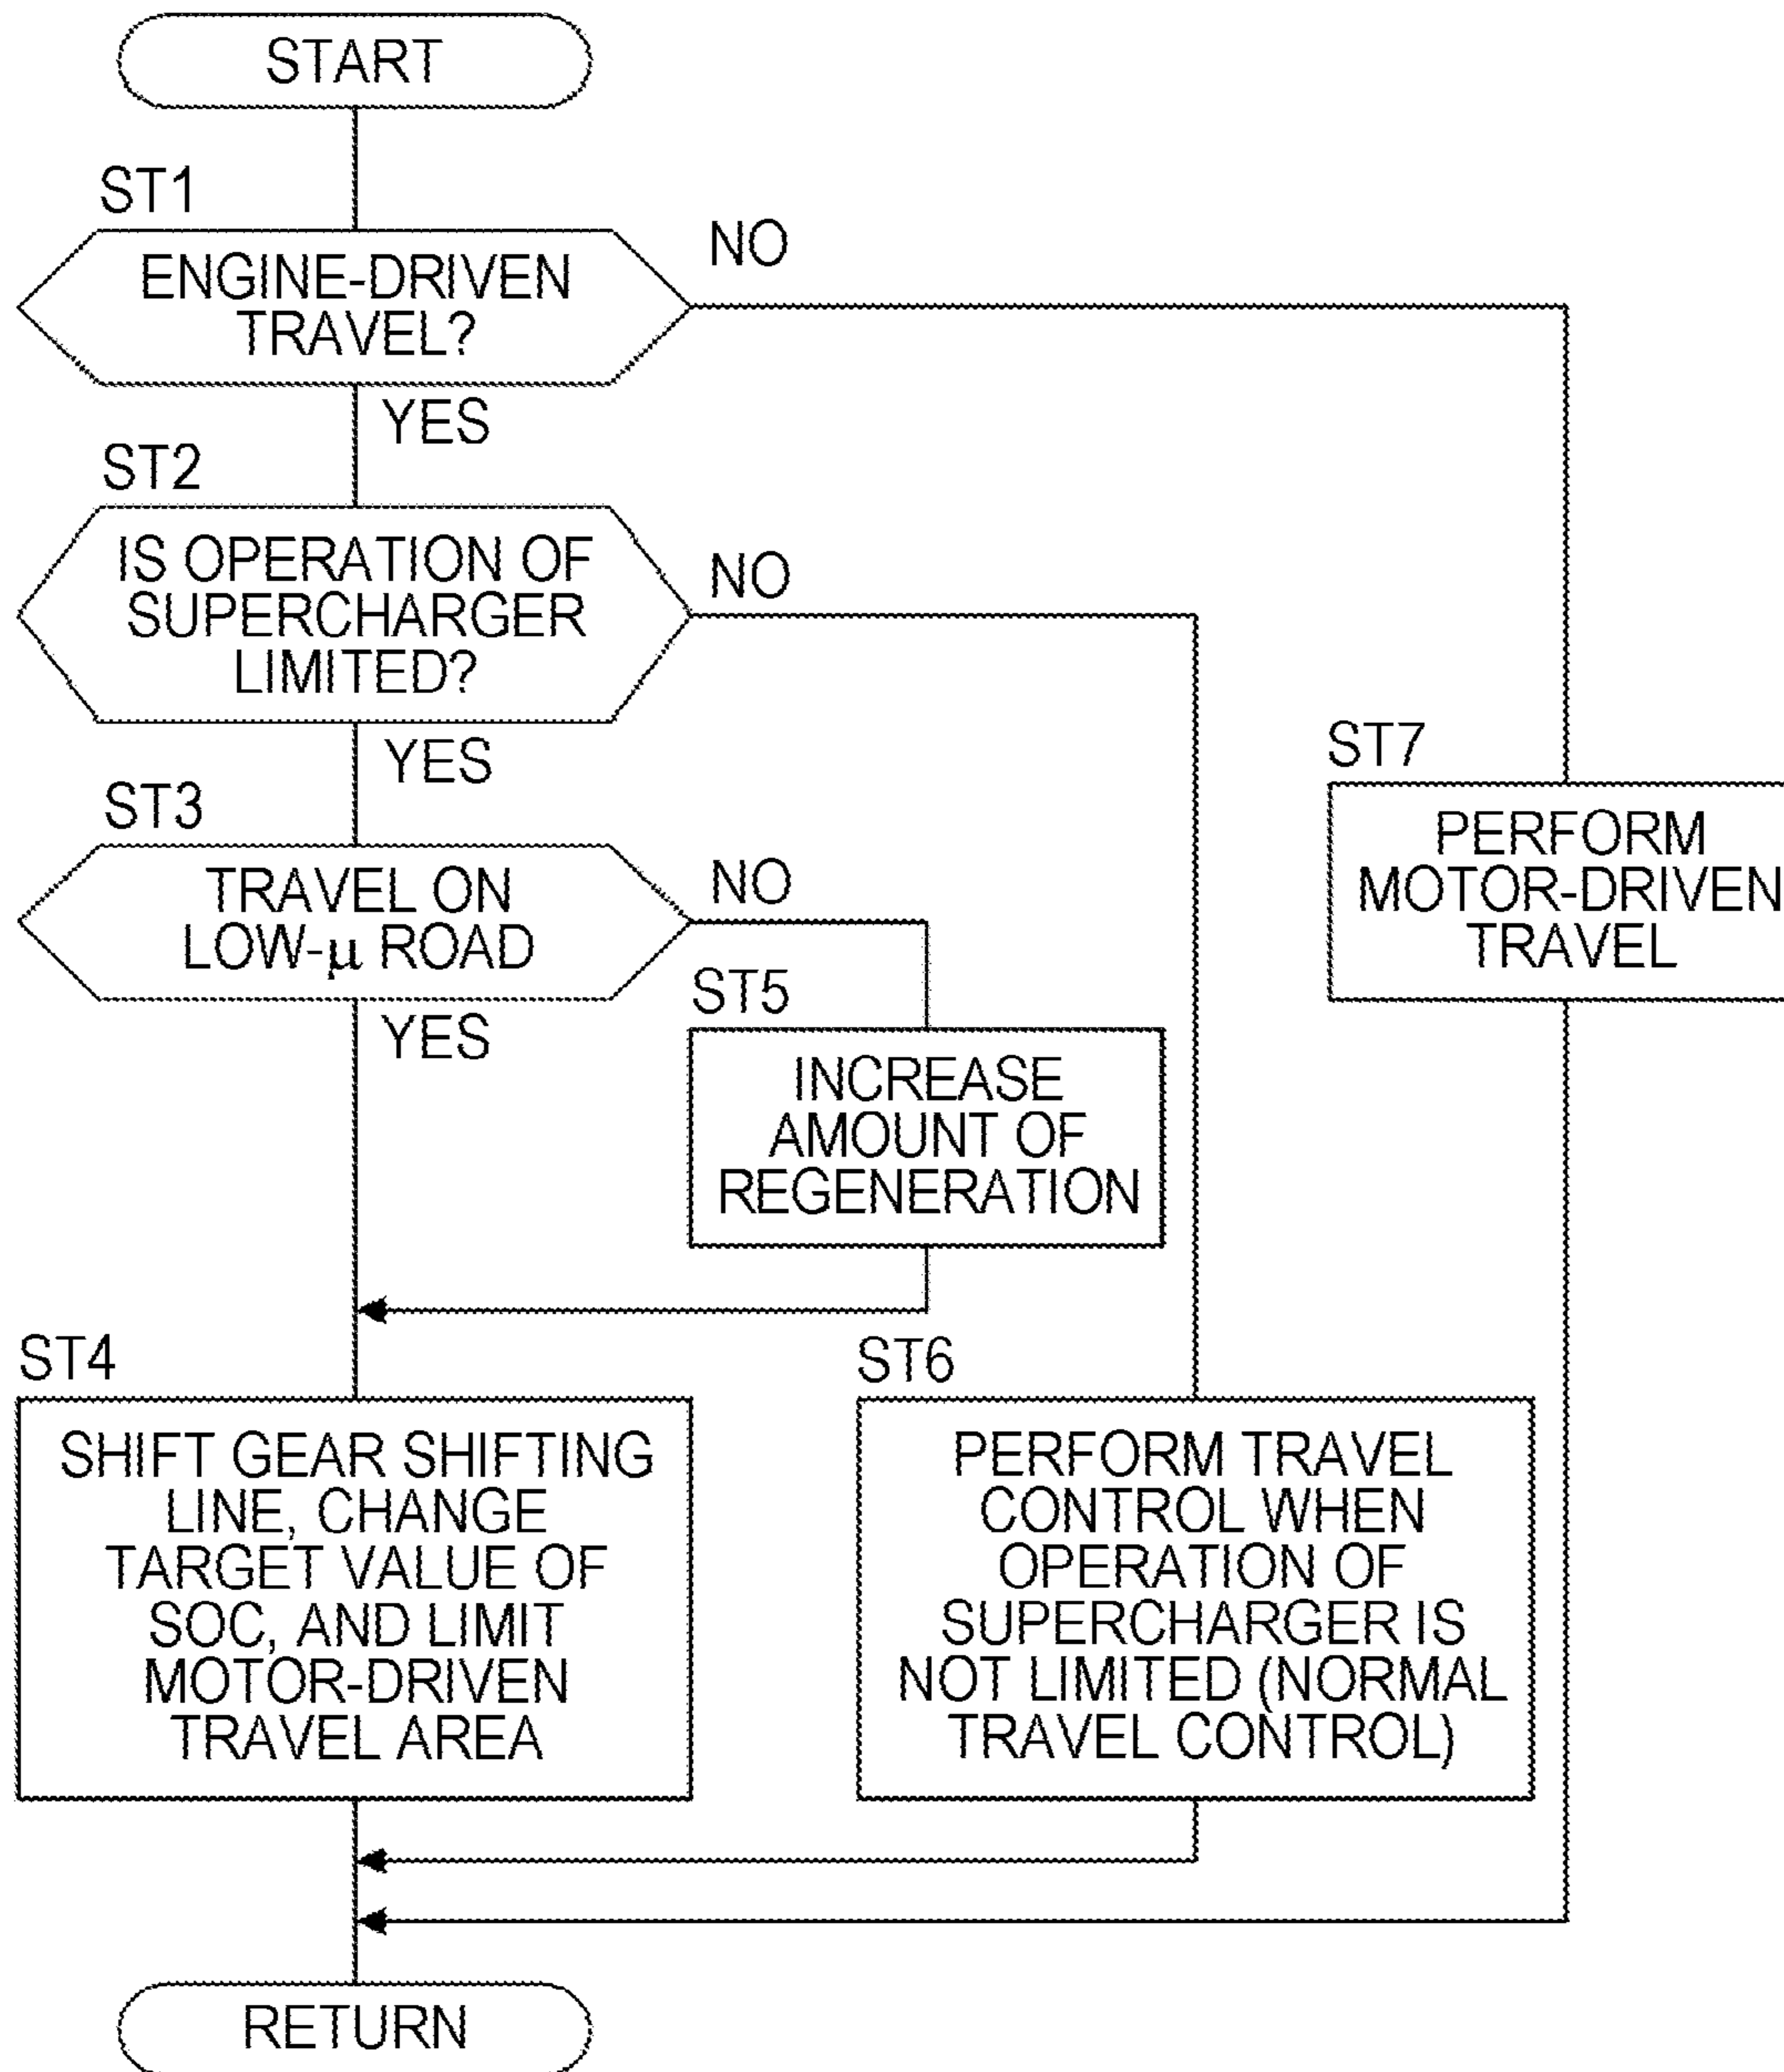 START
ST1
ENGINE-DRIVEN
TRAVEL?
NO
YES
ST2
IS OPERATION OF
SUPERCHARGER
LIMITED?
NO
YES
ST3
TRAVEL ON
LOW-μ ROAD
NO
YES
ST5
INCREASE
AMOUNT OF
REGENERATION
ST4
SHIFT GEAR SHIFTING
LINE, CHANGE
TARGET VALUE OF
SOC, AND LIMIT
MOTOR-DRIVEN
TRAVEL AREA
ST6
PERFORM TRAVEL
CONTROL WHEN
OPERATION OF
SUPERCHARGER IS
NOT LIMITED (NORMAL
TRAVEL CONTROL)
ST7
PERFORM
MOTOR-DRIVEN
TRAVEL
RETURN